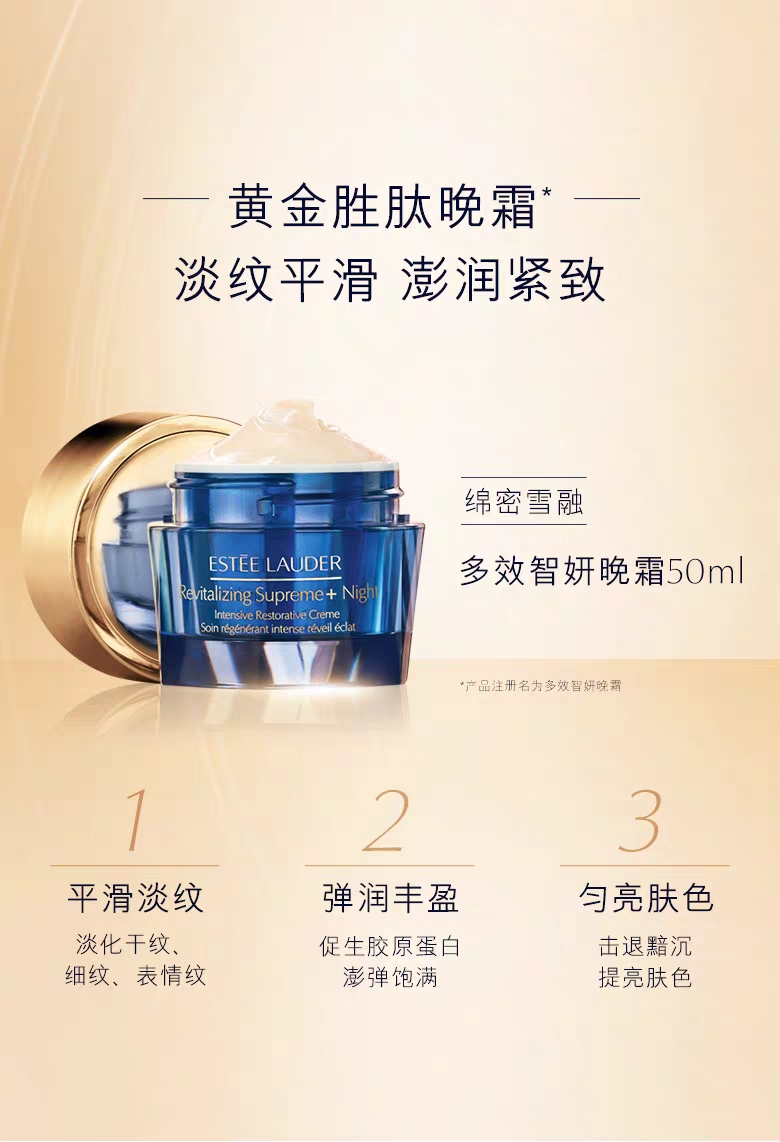 黄金胜肽晚霜*
淡纹平滑 澎润紧致
绵密雪融
多效智妍晚霜50ml
ESTĒE LAUDER
Revitalizing Supreme+ Night
Intensive Restorative Creme
Soin régénérant intense réveil éclat
*产品注册名为多效智妍晚霜
1
2
3
平滑淡纹
弹润丰盈
匀亮肤色
淡化干纹、
细纹、表情纹
促生胶原蛋白
澎弹饱满
击退黯沉
提亮肤色